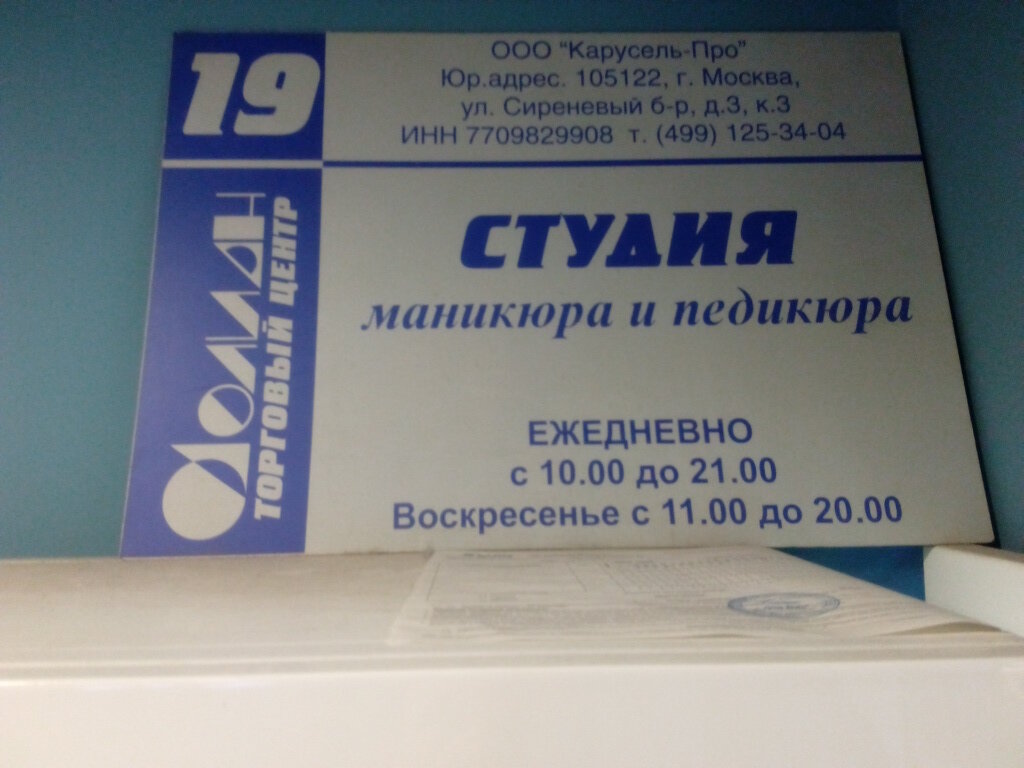 19
ООО "Карусель-Про"
Юр.адрес. 105122, г. Москва,
ул. Сиреневый б-р, д.3, к.3
ИНН 7709829908 т. (499) 125-34-04
ТОРГОВЫЙ ЦЕНТР
СТУДИЯ
маникюра и педикюра
ЕЖЕДНЕВНО
с 10.00 до 21.00
Воскресенье с 11.00 до 20.00